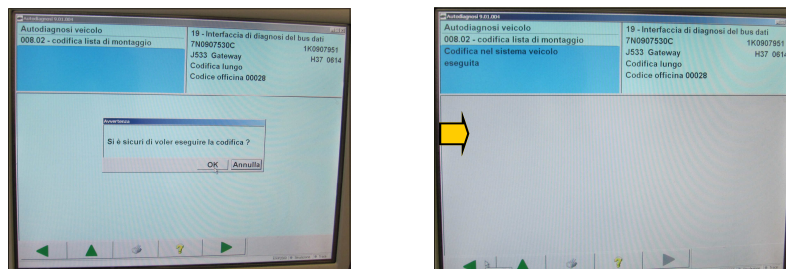 Autodiagnosi 9.01.004
Autodiagnosi veicolo
008.02 - codifica lista di montaggio
19 - Interfaccia di diagnosi del bus dati
7N0907530C 1K0907951
J533 Gateway H37 0614
Codifica lungo
Codice officina 00028
Avvertenza
Si è sicuri di voler eseguire la codifica ?
OK Annulla
Autodiagnosi 9.01.004
Autodiagnosi veicolo
008.02 - codifica lista di montaggio
Codifica nel sistema veicolo
eseguita
19 - Interfaccia di diagnosi del bus dati
7N0907530C 1K0907951
J533 Gateway H37 0614
Codifica lungo
Codice officina 00028